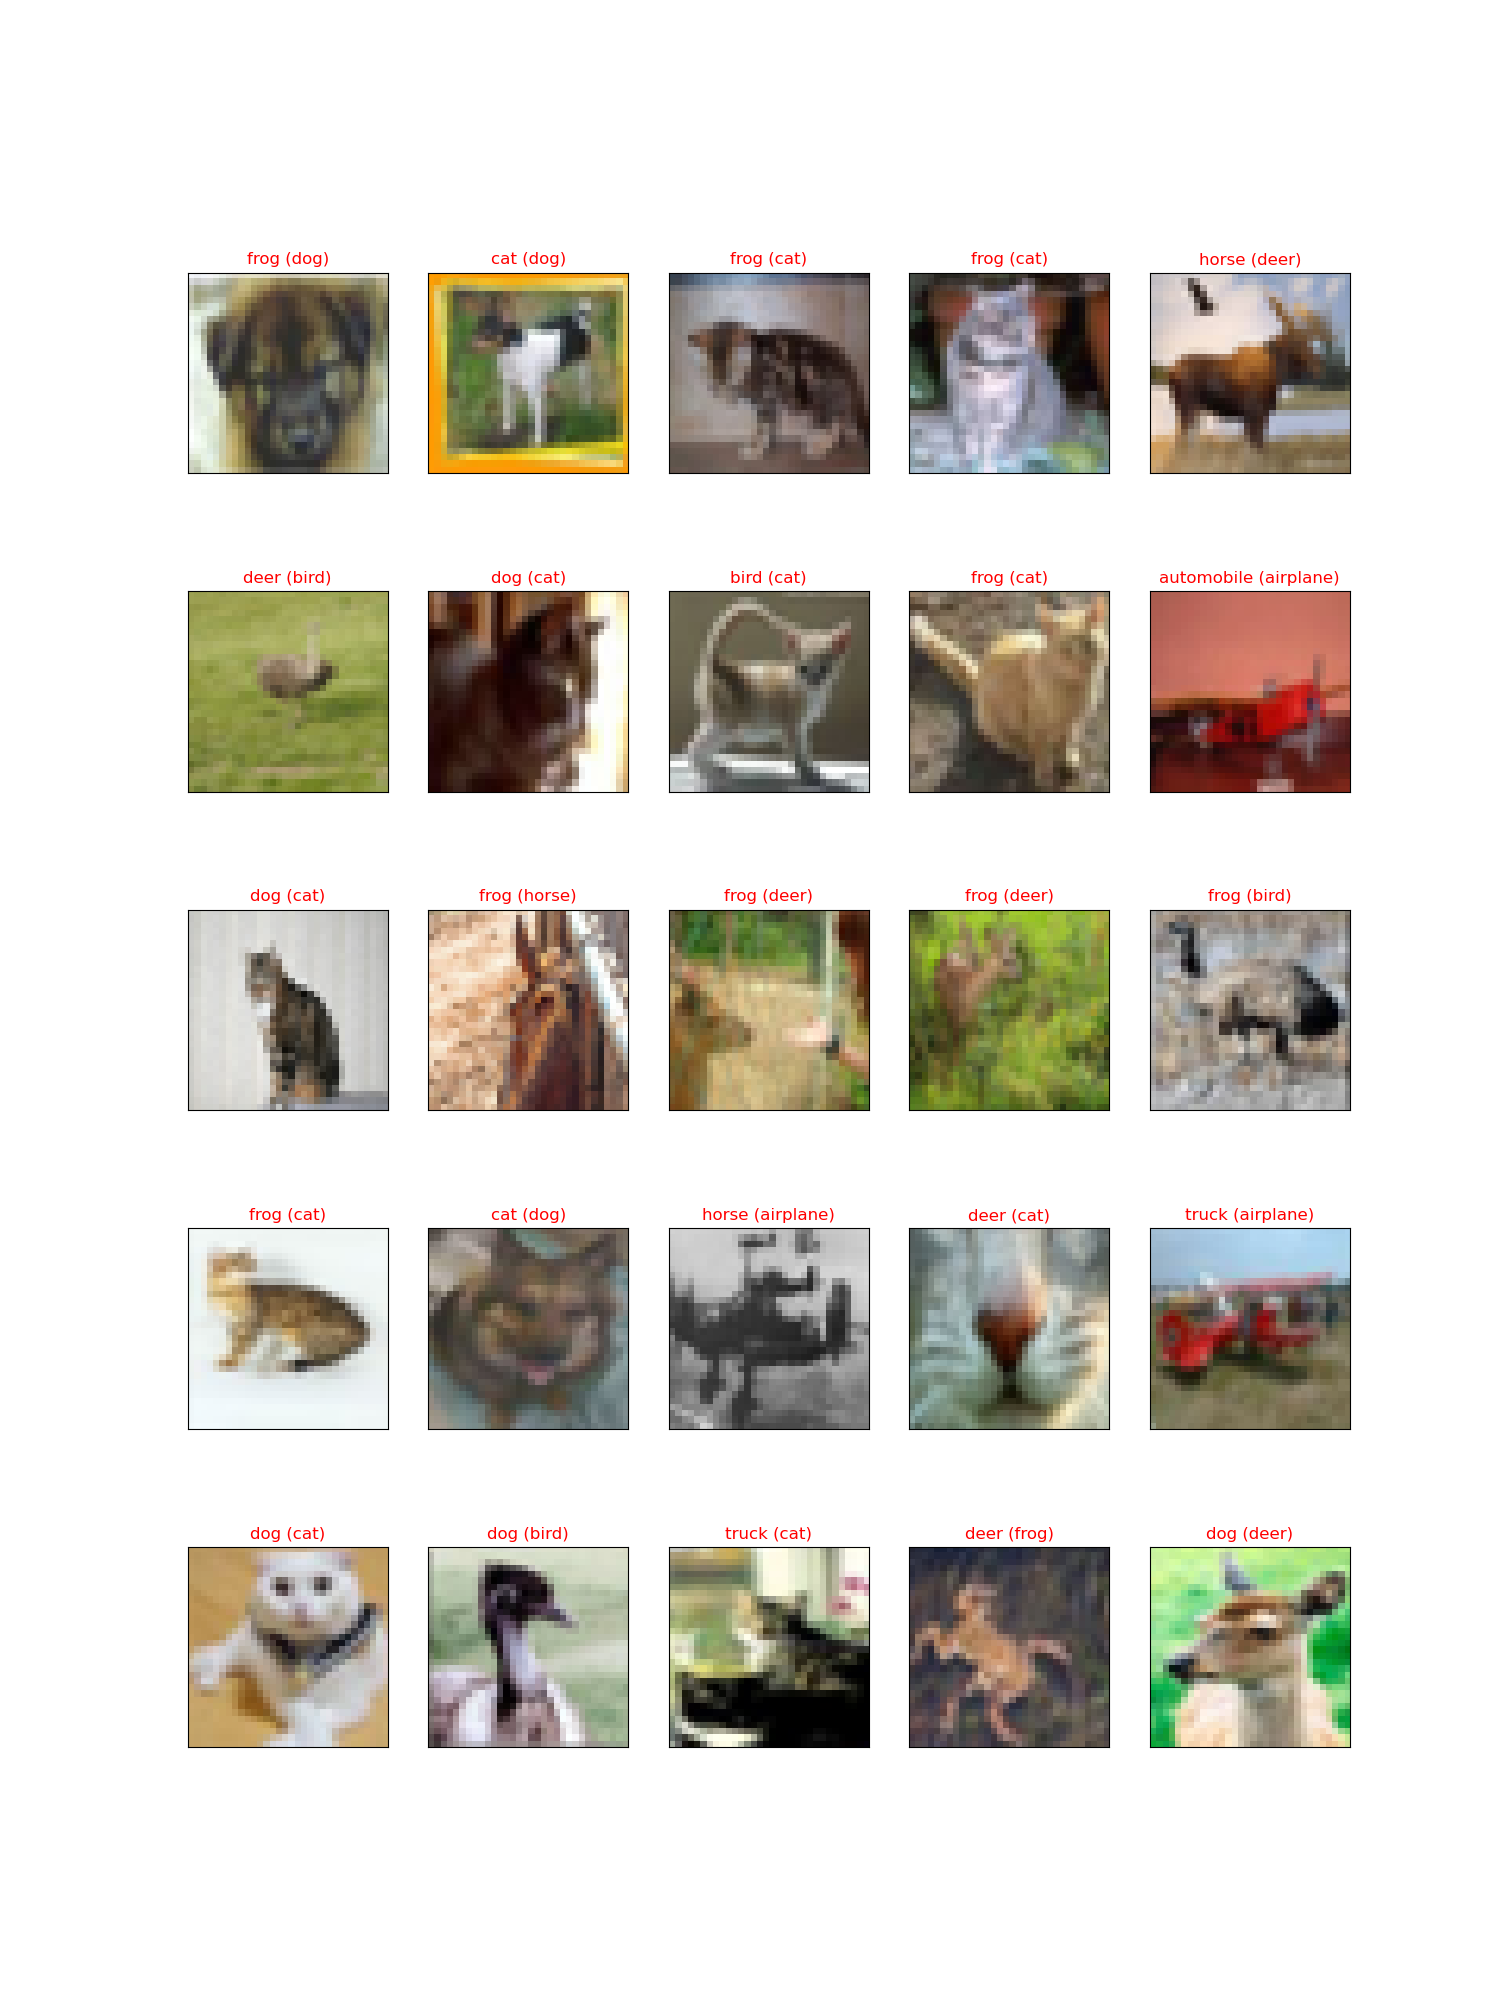 frog (dog)
cat (dog)
frog (cat)
frog (cat)
horse (deer)
deer (bird)
dog (cat)
bird (cat)
frog (cat)
automobile (airplane)
dog (cat)
frog (horse)
frog (deer)
frog (deer)
frog (bird)
frog (cat)
cat (dog)
horse (airplane)
deer (cat)
truck (airplane)
dog (cat)
dog (bird)
truck (cat)
deer (frog)
dog (deer)